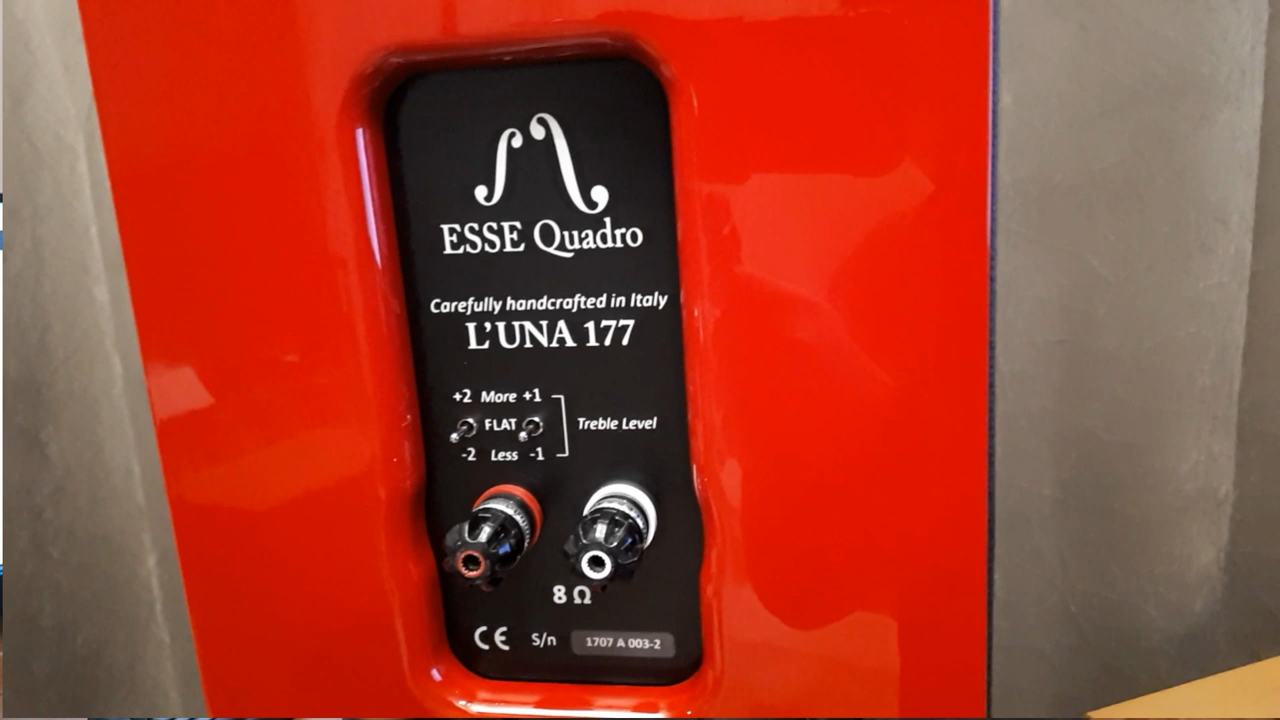 ESSE Quadro
Carefully handcrafted in Italy
L'UNA 177
+2 More +1
FLAT
Treble Level
-2 Less -1
8 Ω
CE S/n 1707 A 003-2